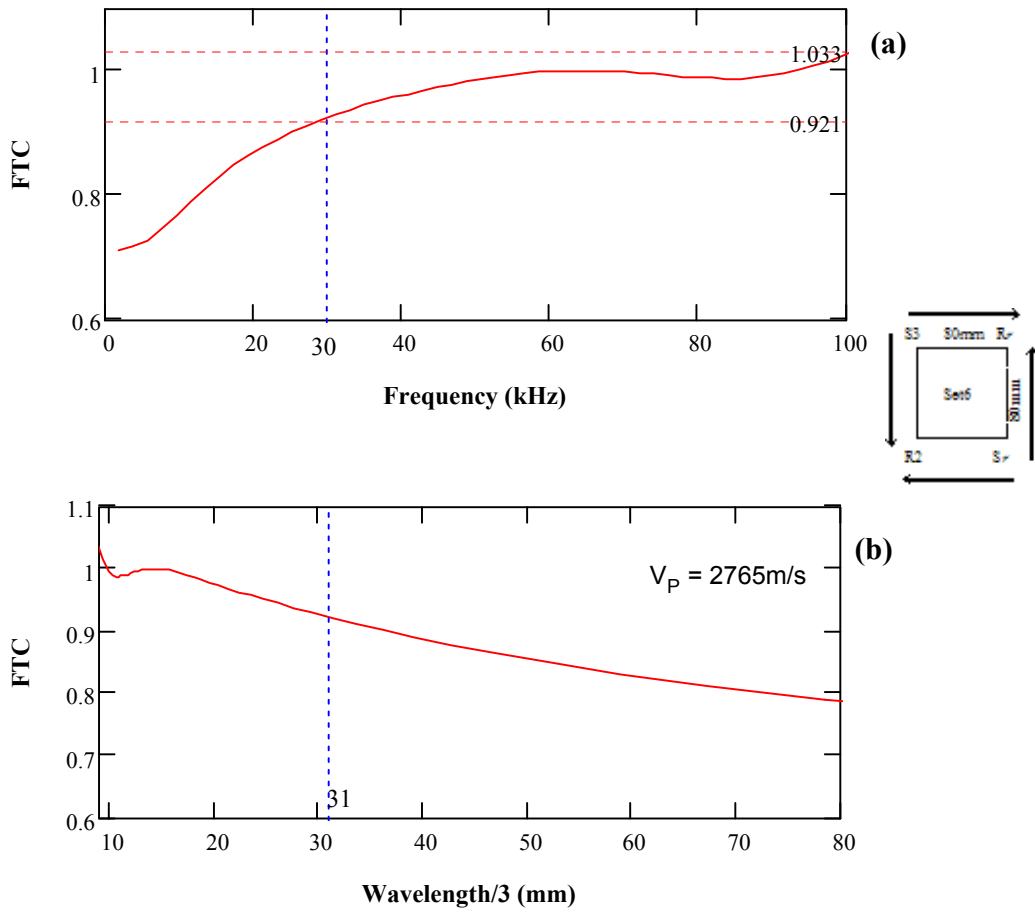 (a)
1.033
1
0.921
FTC
0.8
0.6
0 20 30 40 60 80 100
Frequency (kHz)
S3 80mm Rr
Set6
80mm
R2 Sr
1.1
(b)
1
V_P = 2765m/s
0.9
FTC
0.8
0.7
31
0.6
10 20 30 40 50 60 70 80
Wavelength/3 (mm)